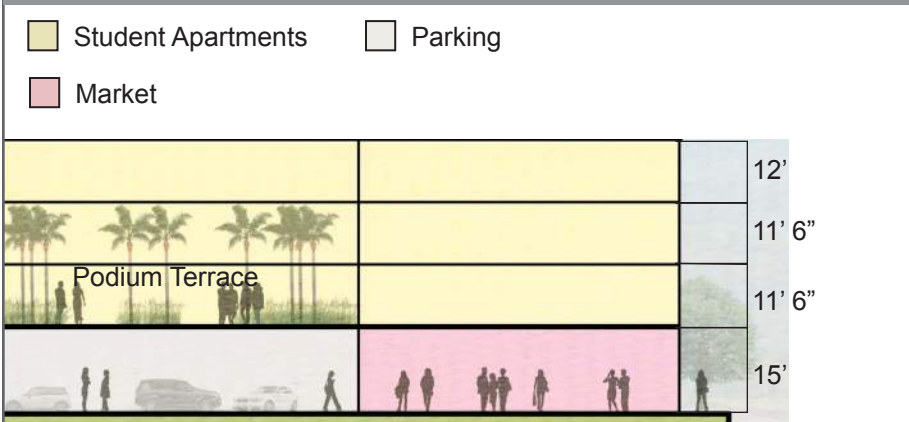 Student Apartments
Parking
Market
12’
11’ 6”
Podium Terrace
11’ 6”
15’